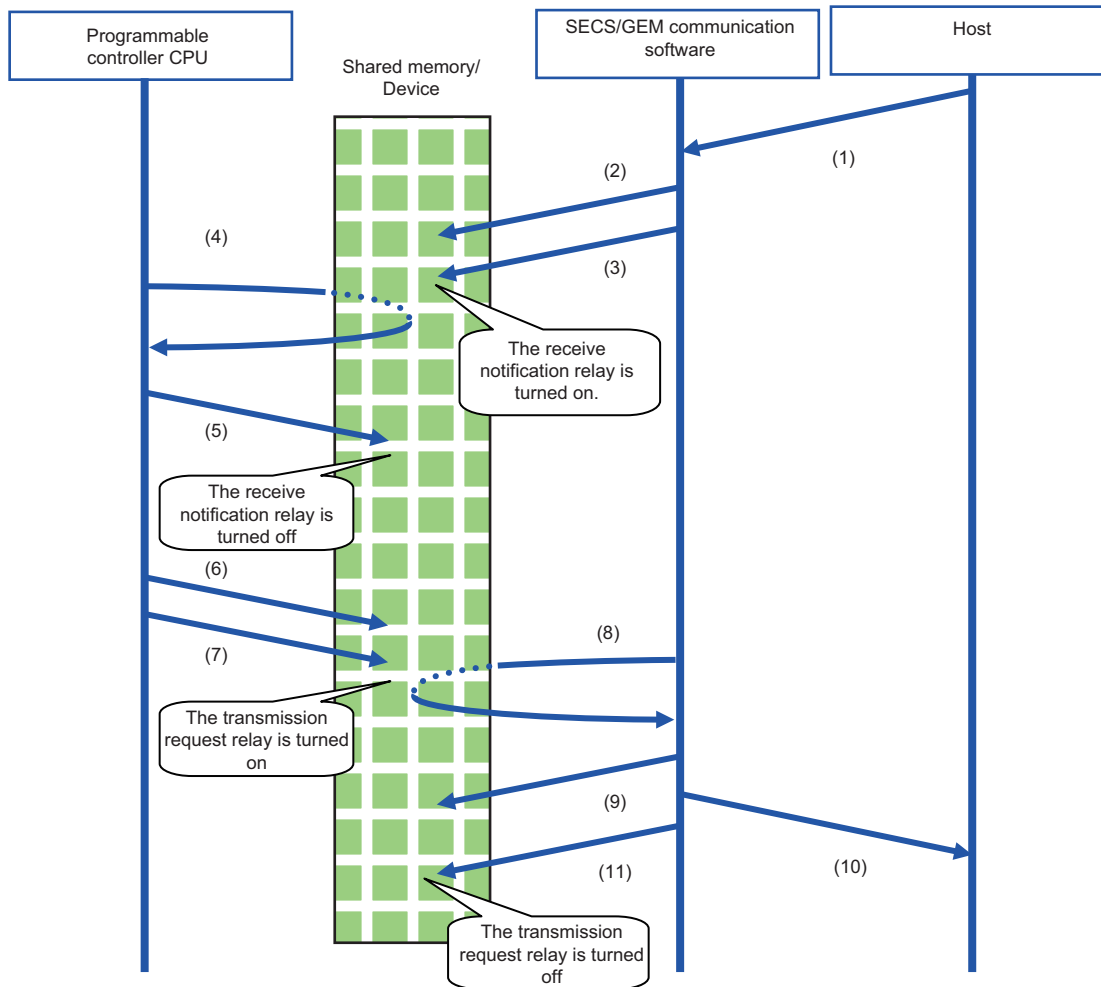 Programmable
controller CPU
Shared memory/
Device
SECS/GEM communication
software
Host
(1)
(2)
(3)
(4)
The receive
notification relay is
turned on.
(5)
The receive
notification relay is
turned off
(6)
(7)
(8)
The transmission
request relay is turned
on
(9)
(10)
(11)
The transmission
request relay is turned
off